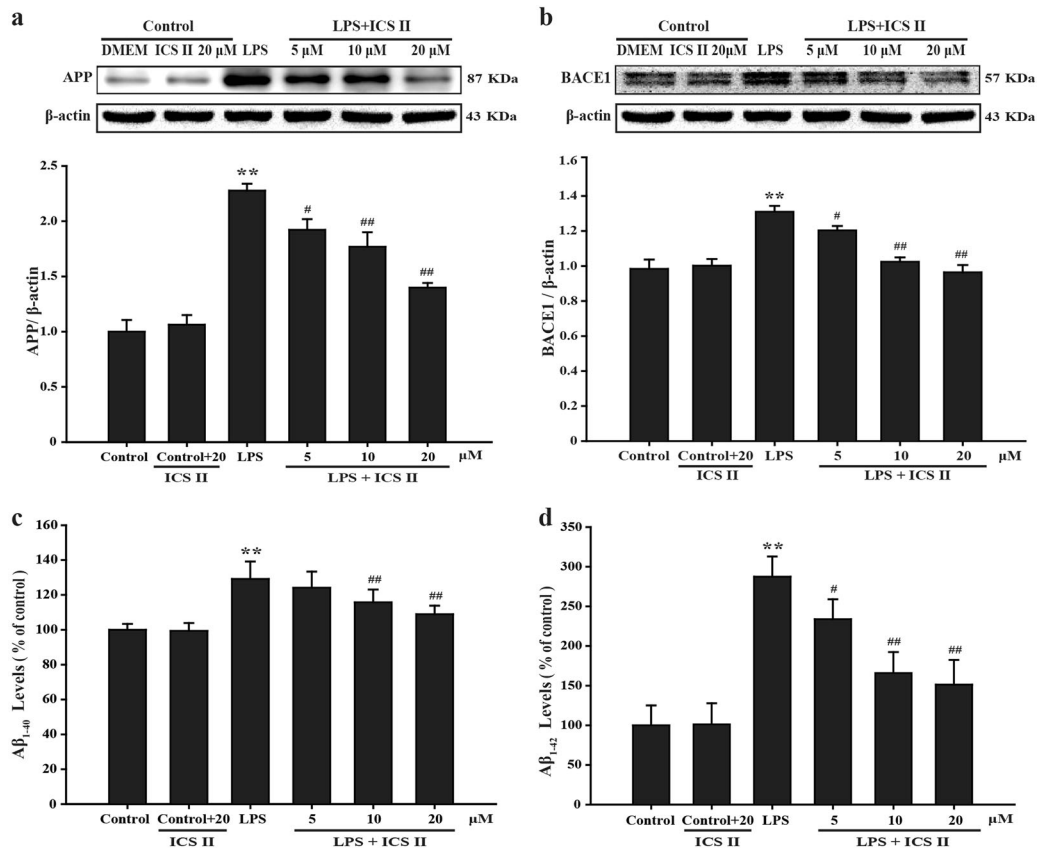 a
Control
LPS+ICS II
DMEM ICS II 20 μM LPS 5 μM 10 μM 20 μM
APP 87 KDa
β-actin 43 KDa
2.5
2.0
1.5
1.0
0.5
0
APP/ β-actin
** # ## ##
Control Control+20 LPS 5 10 20 μM
ICS II LPS + ICS II
b
Control
LPS+ICS II
DMEM ICS II 20μM LPS 5 μM 10 μM 20 μM
BACE1 57 KDa
β-actin 43 KDa
1.6
1.4
1.2
1.0
0.8
0.6
0.4
0.2
0
BACE1 / β-actin
** # ## ##
Control Control+20 LPS 5 10 20 μM
ICS II LPS + ICS II
c
160
140
120
100
80
60
40
20
0
Aβ1-40 Levels ( % of control )
** ## ##
Control Control+20 LPS 5 10 20 μM
ICS II LPS + ICS II
d
350
300
250
200
150
100
50
0
Aβ1-42 Levels ( % of control )
** # ## ##
Control Control+20 LPS 5 10 20 μM
ICS II LPS + ICS II